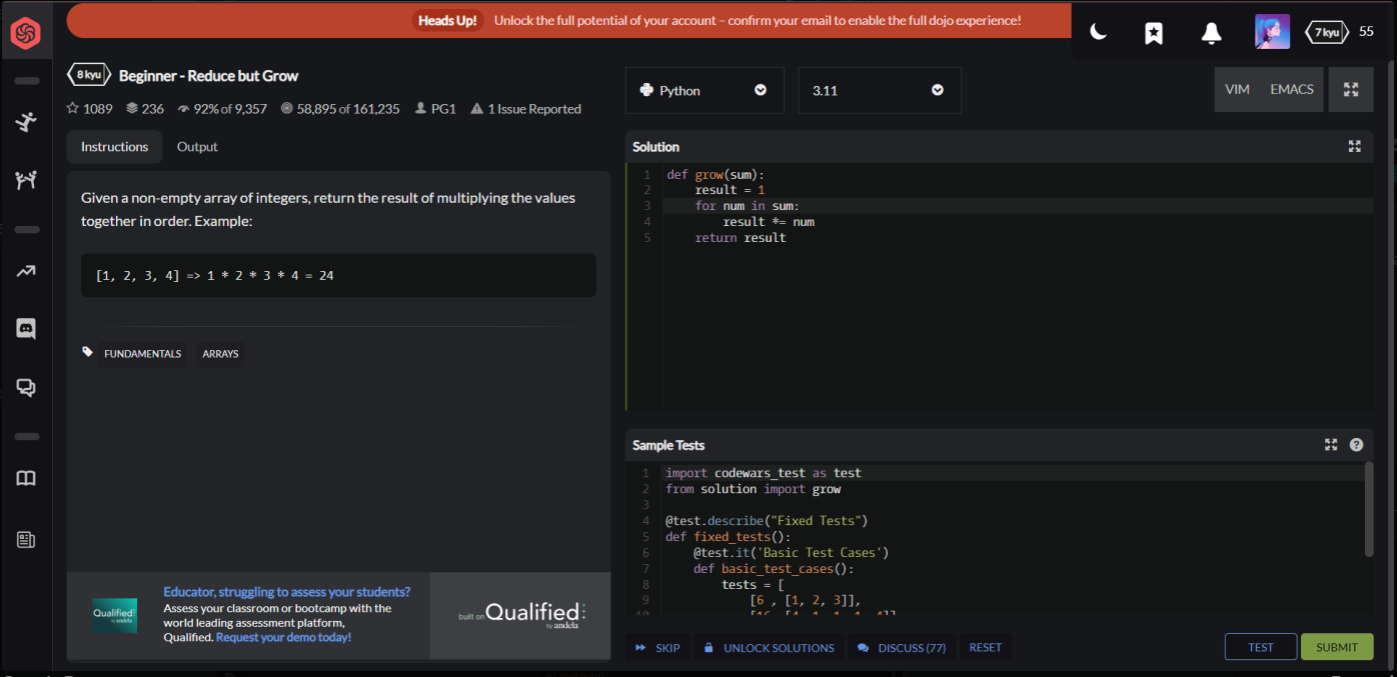 Heads Up! Unlock the full potential of your account – confirm your email to enable the full dojo experience!
7 kyu 55
8 kyu Beginner - Reduce but Grow
1089 236 92% of 9,357 58,895 of 161,235 PG1 1 Issue Reported
Instructions Output
Given a non-empty array of integers, return the result of multiplying the values
together in order. Example:
[1, 2, 3, 4] => 1 * 2 * 3 * 4 = 24
FUNDAMENTALS ARRAYS
Qualified
by andela
Educator, struggling to assess your students?
Assess your classroom or bootcamp with the
world leading assessment platform,
Qualified. Request your demo today!
built on Qualified
by andela
Python 3.11 VIM EMACS
Solution
1 def grow(sum):
2 result = 1
3 for num in sum:
4 result *= num
5 return result
Sample Tests
1 import codewars_test as test
2 from solution import grow
3
4 @test.describe("Fixed Tests")
5 def fixed_tests():
6 @test.it('Basic Test Cases')
7 def basic_test_cases():
8 tests = [
9 [6 , [1, 2, 3]],
SKIP UNLOCK SOLUTIONS DISCUSS (77) RESET TEST SUBMIT